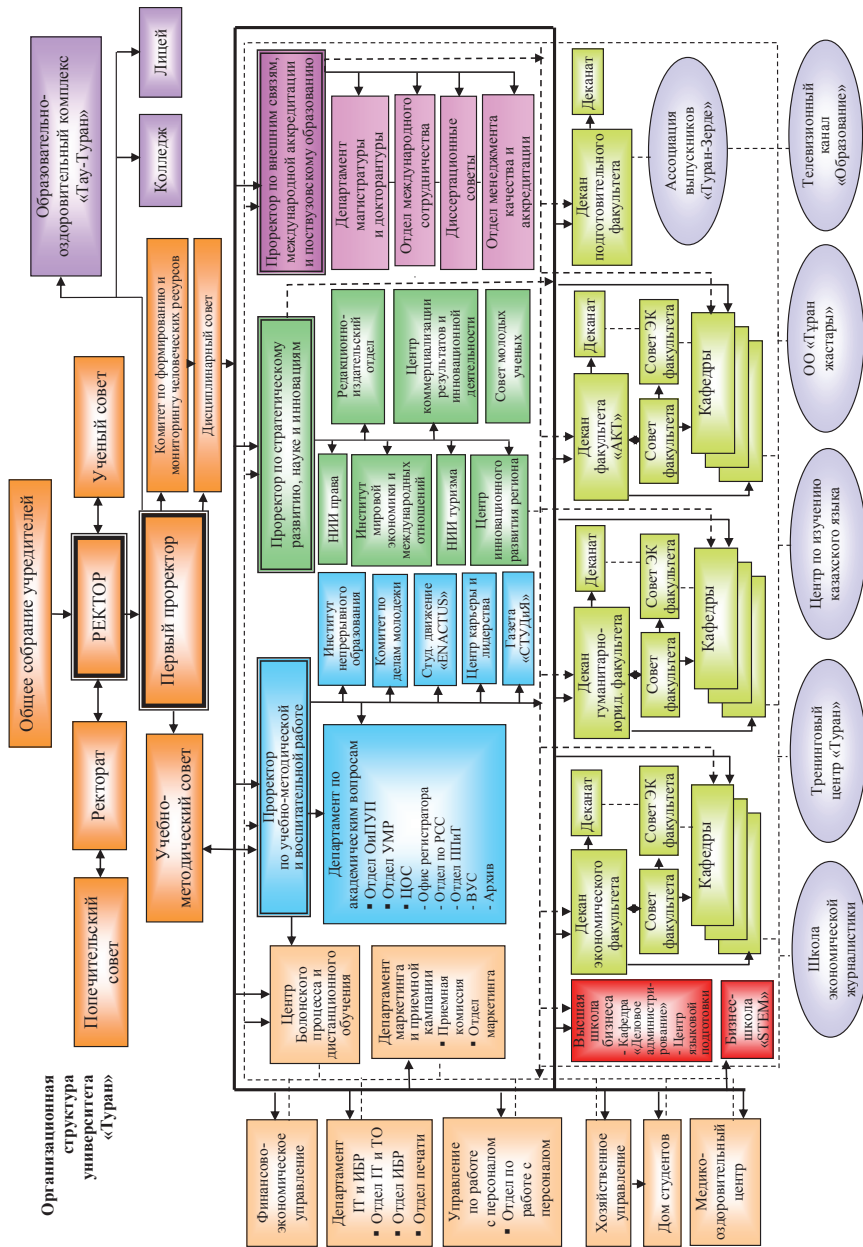 Организационная
структура
университета
«Туран»
Общее собрание учредителей
РЕКТОР
Ученый совет
Ректорат
Попечительский
совет
Первый проректор
Учебно-
методический совет
Комитет по формированию и
мониторингу человеческих ресурсов
Дисциплинарный совет
Образовательно-
оздоровительный комплекс
«Тау-Туран»
Колледж
Лицей
Финансово-
экономическое
управление
Департамент
IT и ИБР
▪ Отдел IT и ТО
▪ Отдел ИБР
▪ Отдел печати
Управление
по работе
с персоналом
▪ Отдел по
работе с
персоналом
Хозяйственное
управление
Дом студентов
Медико-
оздоровительный
центр
Центр
Болонского
процесса и
дистанционного
обучения
Департамент
маркетинга
и приемной
кампании
▪ Приемная
комиссия
▪ Отдел
маркетинга
Проректор
по учебно-методической
и воспитательной работе
Департамент по
академическим вопросам
▪ Отдел ОиПУП
▪ Отдел УМР
▪ ЦОС
- Офис регистратора
- Отдел по РСС
- Отдел ППиТ
- ВУС
- Архив
Институт
непрерывного
образования
Комитет по
делам молодежи
Студ. движение
«ENACTUS»
Центр карьеры и
лидерства
Газета
«СТУДиЯ»
Проректор по стратегическому
развитию, науке и инновациям
НИИ права
Институт
мировой
экономики и
международных
отношений
НИИ туризма
Центр
инновационного
развития региона
Редакционно-
издательский
отдел
Центр
коммерциализации
результатов и
инновационной
деятельности
Совет молодых
ученых
Проректор по внешним связям,
международной аккредитации
и поствузовскому образованию
Департамент
магистратуры
и докторантуры
Отдел международного
сотрудничества
Диссертационные
советы
Отдел менеджмента
качества и
аккредитации
Высшая
школа
бизнеса
- Кафедра
«Деловое
администри-
рование»
- Центр
языковой
подготовки
Бизнес-
школа
«STEM»
Декан
экономического
факультета
Деканат
Совет
факультета
Совет ЭК
факультета
Кафедры
Декан
гуманитарно-
юрид. факультета
Деканат
Совет
факультета
Совет ЭК
факультета
Кафедры
Декан
факультета
«АКТ»
Деканат
Совет
факультета
Совет ЭК
факультета
Кафедры
Декан
подготовительного
факультета
Деканат
Ассоциация
выпускников
«Туран-Зерде»
Школа
экономической
журналистики
Тренинговый
центр «Туран»
Центр по изучению
казахского языка
ОО «Тұран
жастары»
Телевизионный
канал
«Образование»